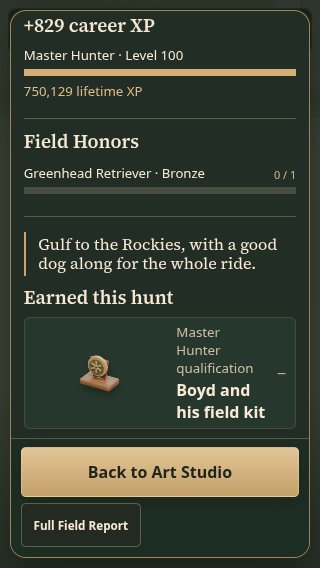 +829 career XP
Master Hunter · Level 100
750,129 lifetime XP
Field Honors
Greenhead Retriever · Bronze
0 / 1
Gulf to the Rockies, with a good
dog along for the whole ride.
Earned this hunt
Master
Hunter
qualification
–
Boyd and
his field kit
Back to Art Studio
Full Field Report